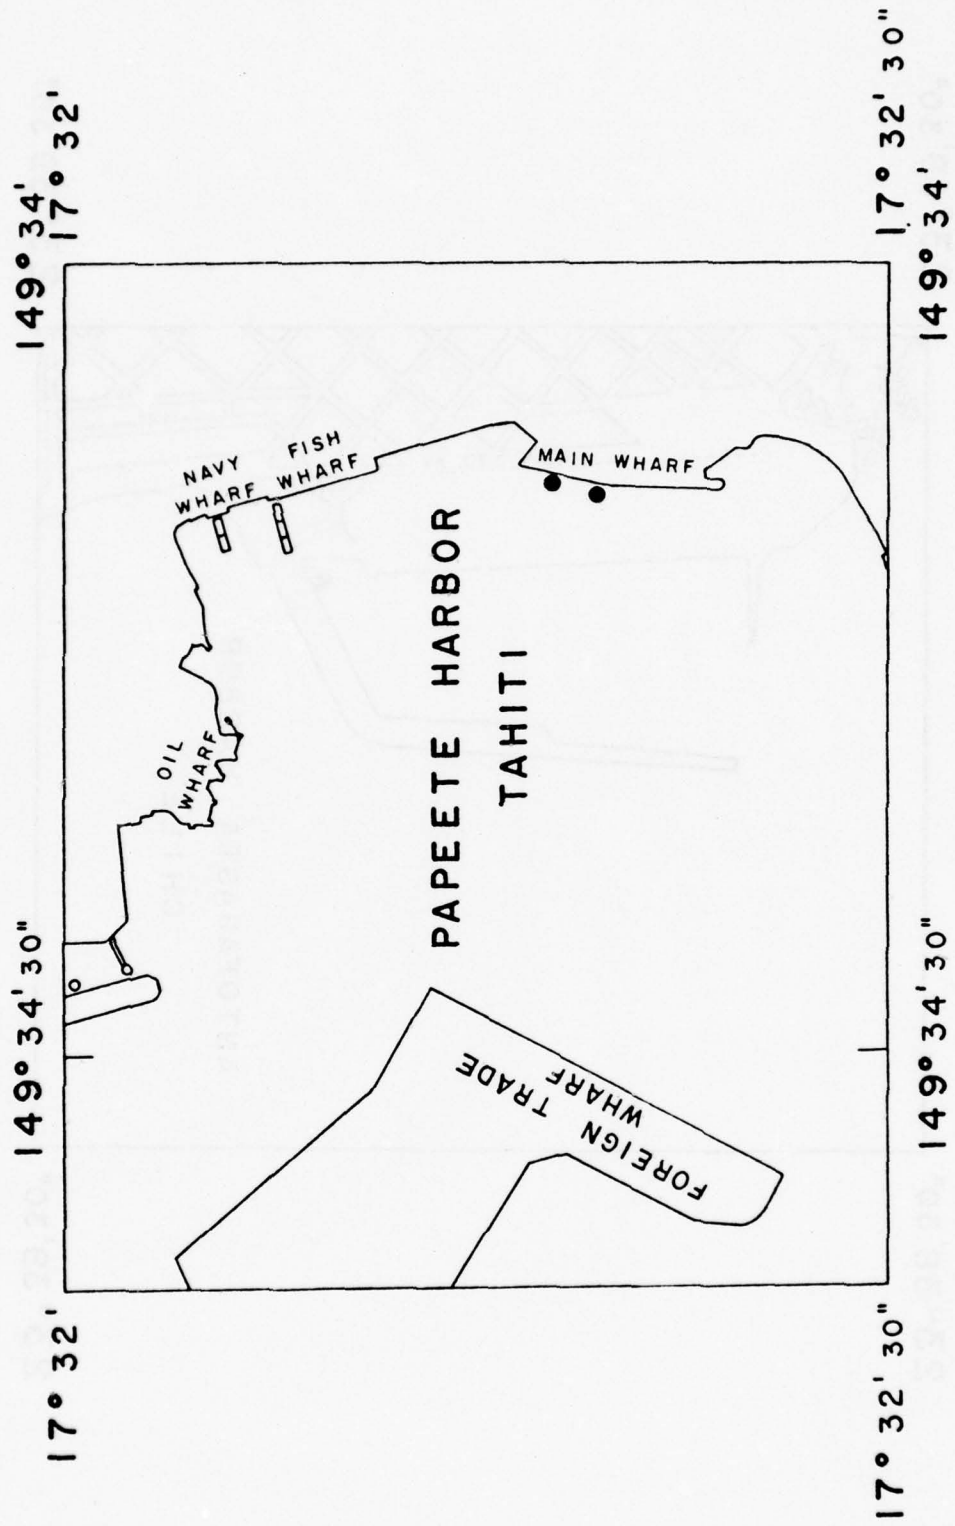 149° 34' 30" 149° 34'
17° 32' 17° 32'
OIL
WHARF
NAVY
WHARF
FISH
WHARF
PAPEETE HARBOR
TAHITI
MAIN WHARF
FOREIGN TRADE
WHARF
17° 32' 30" 17° 32' 30"
149° 34' 30" 149° 34'